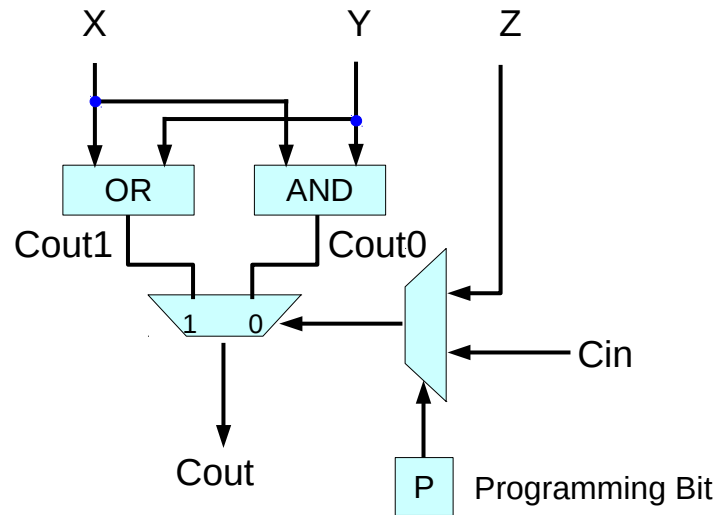 X Y Z
OR AND
Cout1 Cout0
1 0
Cin
Cout
P Programming Bit